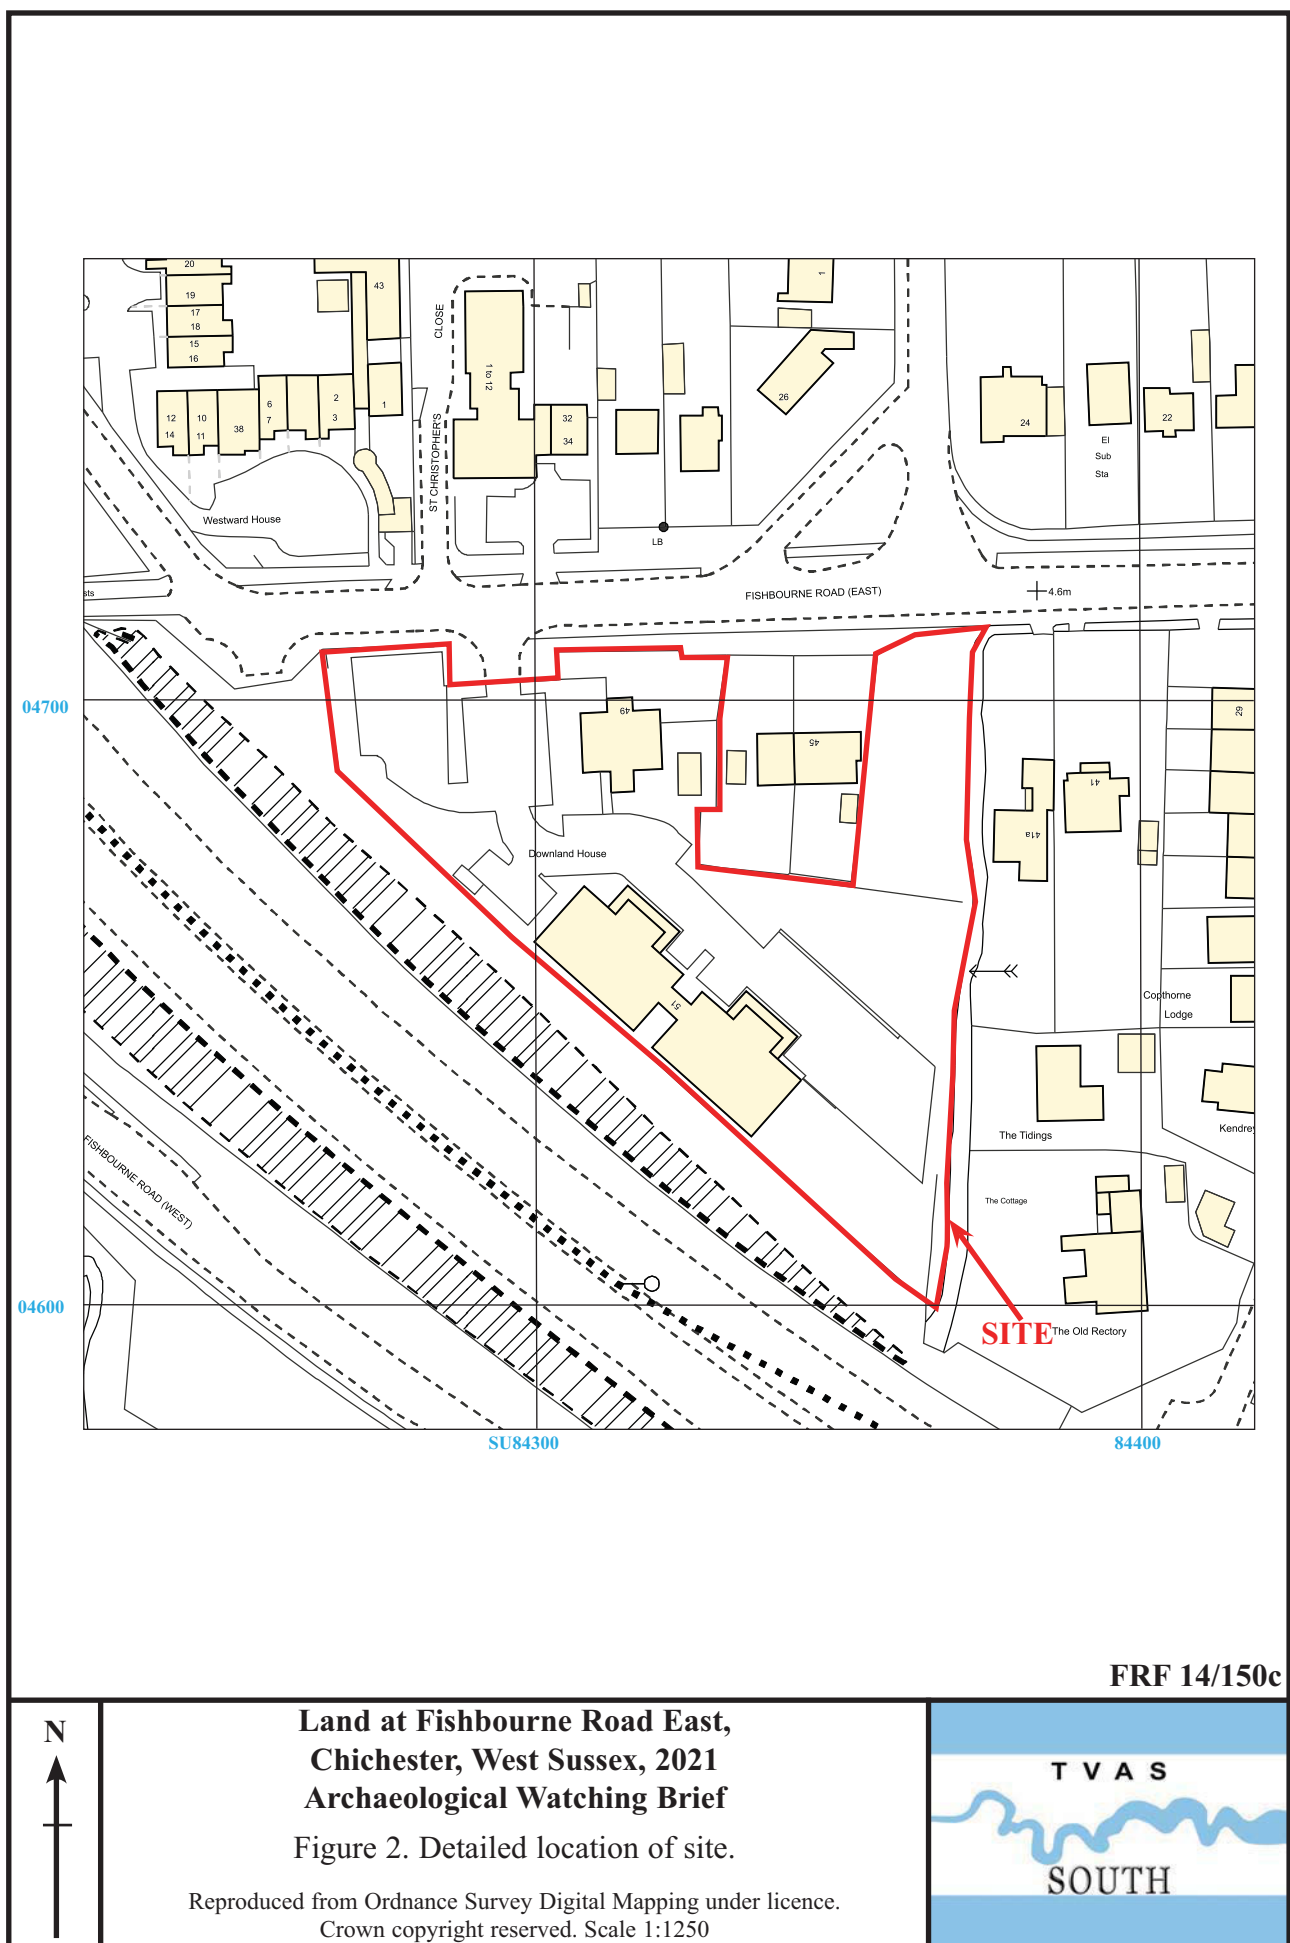 20
19
17
18
15
16
43
CLOSE
1 to 12
1
26
12
14
10
11
38
6
7
2
3
1
32
34
24
22
El
Sub
Sta
ST CHRISTOPHER'S
Westward House
LB
FISHBOURNE ROAD (EAST)
4.6m
sts
04700
49
45
29
41
41a
Downland House
51
Copthorne
Lodge
The Tidings
Kendrey
FISHBOURNE ROAD (WEST)
The Cottage
04600
SITE
The Old Rectory
SU84300
84400
FRF 14/150c
N
Land at Fishbourne Road East,
Chichester, West Sussex, 2021
Archaeological Watching Brief
Figure 2. Detailed location of site.
Reproduced from Ordnance Survey Digital Mapping under licence.
Crown copyright reserved. Scale 1:1250
TVAS
SOUTH